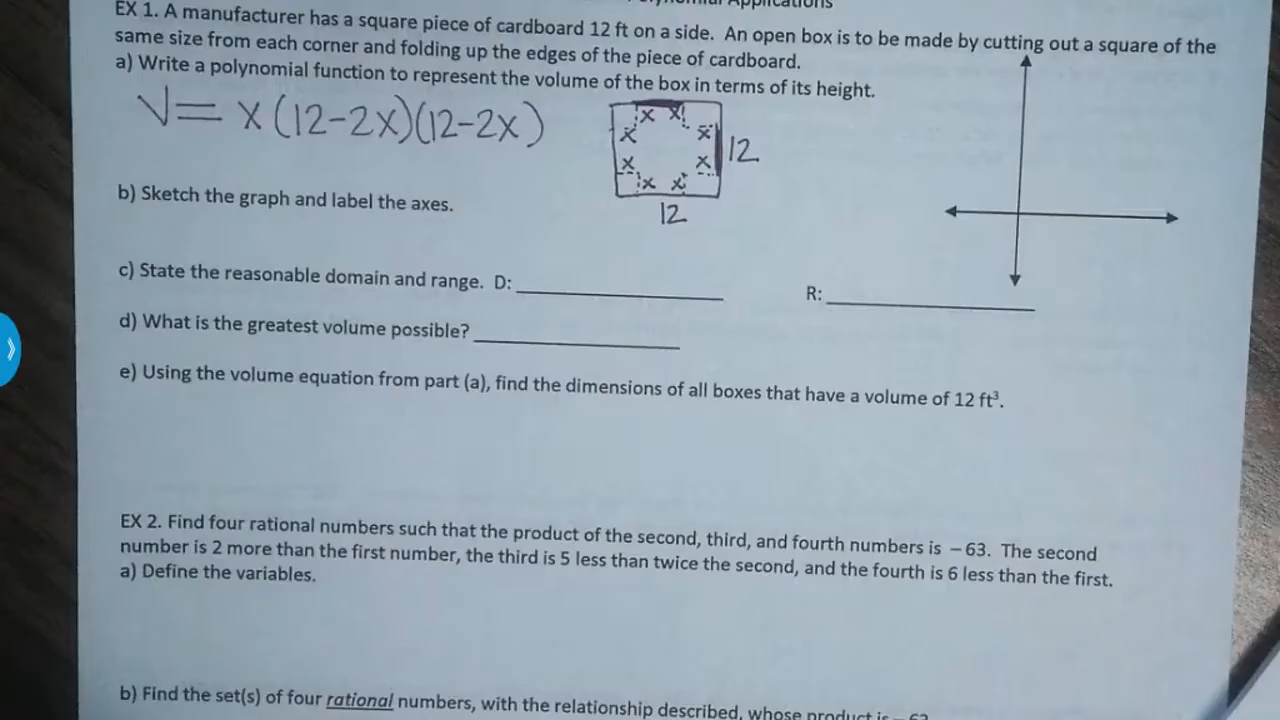 Applications
EX 1. A manufacturer has a square piece of cardboard 12 ft on a side. An open box is to be made by cutting out a square of the
same size from each corner and folding up the edges of the piece of cardboard.
a) Write a polynomial function to represent the volume of the box in terms of its height.
V = x(12-2x)(12-2x)
x x
x x
12
x x
x x
12
b) Sketch the graph and label the axes.
c) State the reasonable domain and range. D: ____________ R: ____________
d) What is the greatest volume possible? ____________
e) Using the volume equation from part (a), find the dimensions of all boxes that have a volume of 12 ft³.
EX 2. Find four rational numbers such that the product of the second, third, and fourth numbers is – 63. The second
number is 2 more than the first number, the third is 5 less than twice the second, and the fourth is 6 less than the first.
a) Define the variables.
b) Find the set(s) of four rational numbers, with the relationship described, whose product is – 63